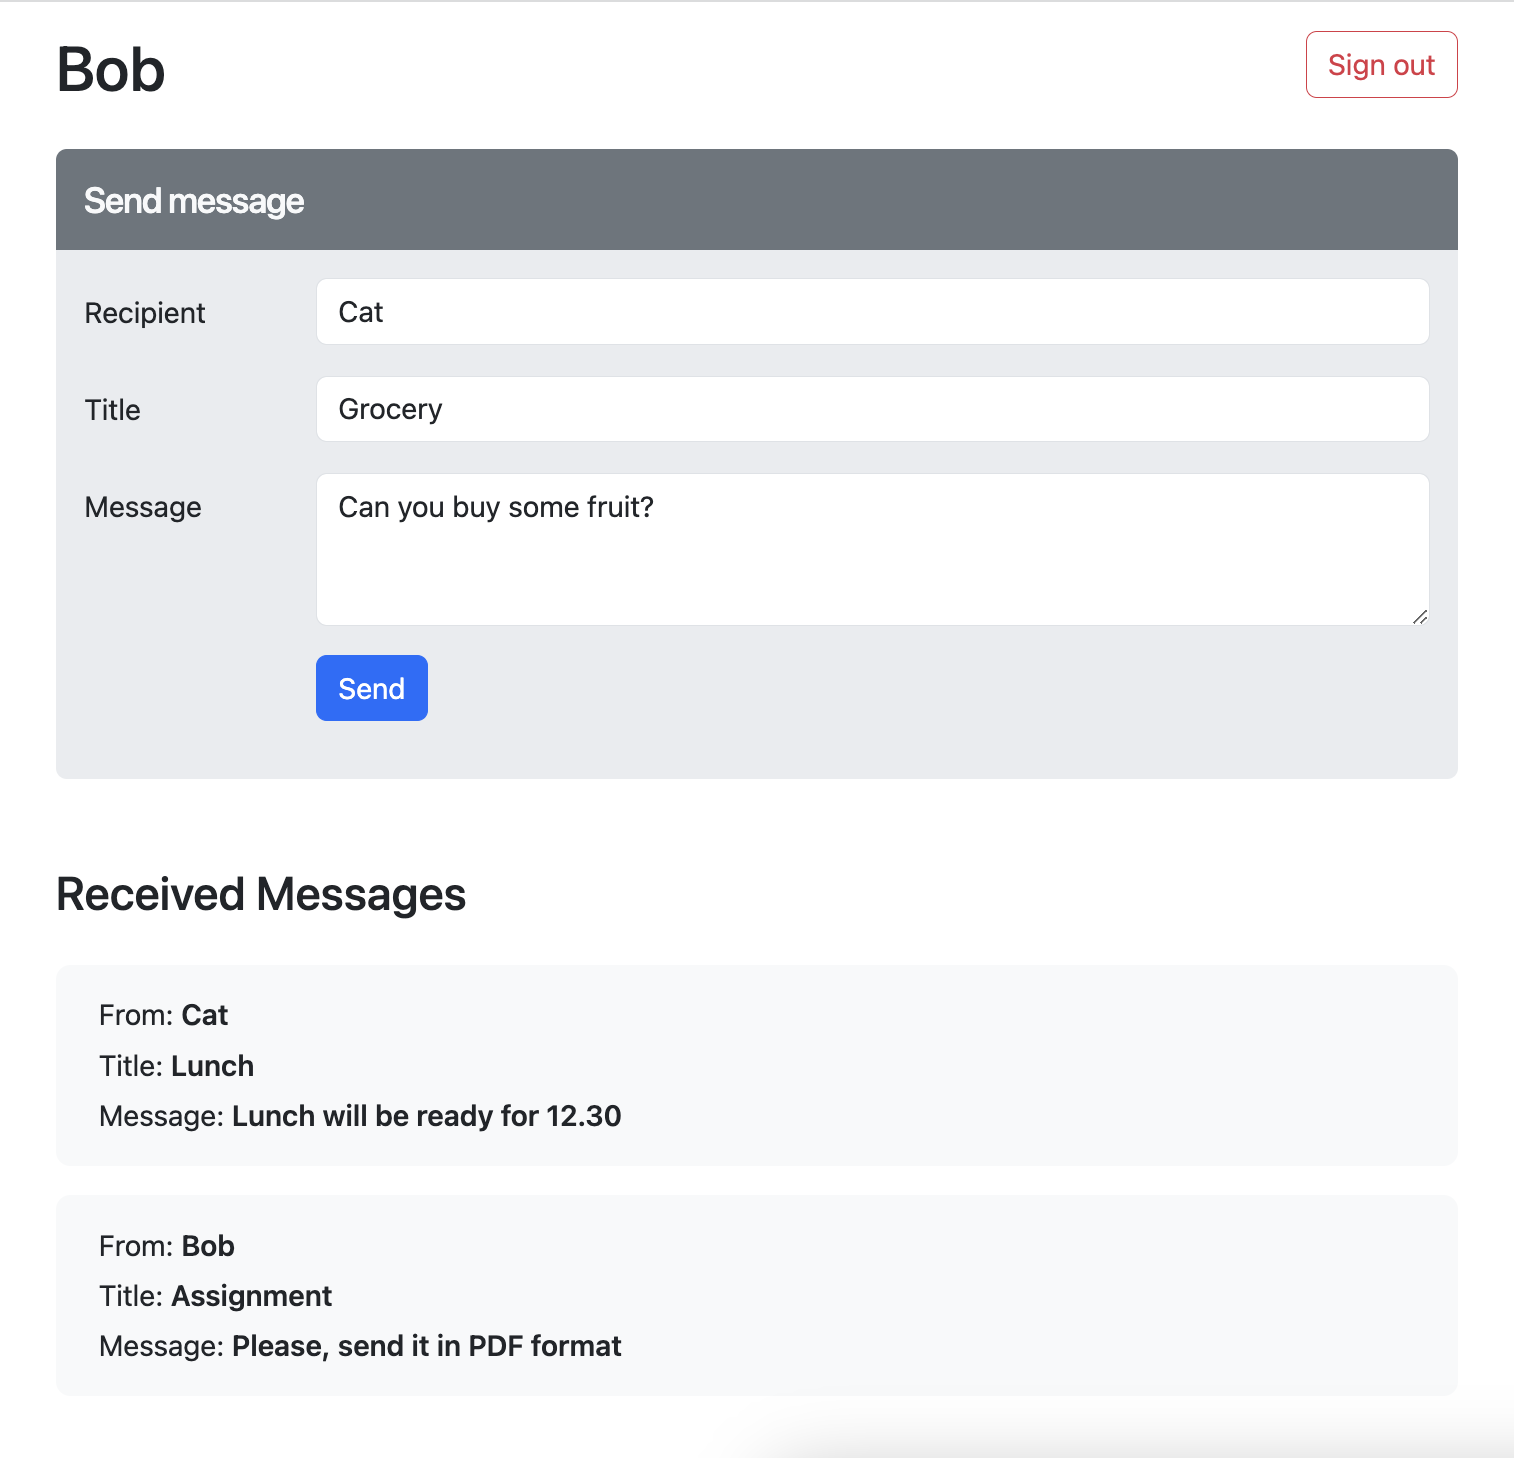 Bob
Sign out
Send message
Recipient
Cat
Title
Grocery
Message
Can you buy some fruit?
Send
Received Messages
From: Cat
Title: Lunch
Message: Lunch will be ready for 12.30
From: Bob
Title: Assignment
Message: Please, send it in PDF format